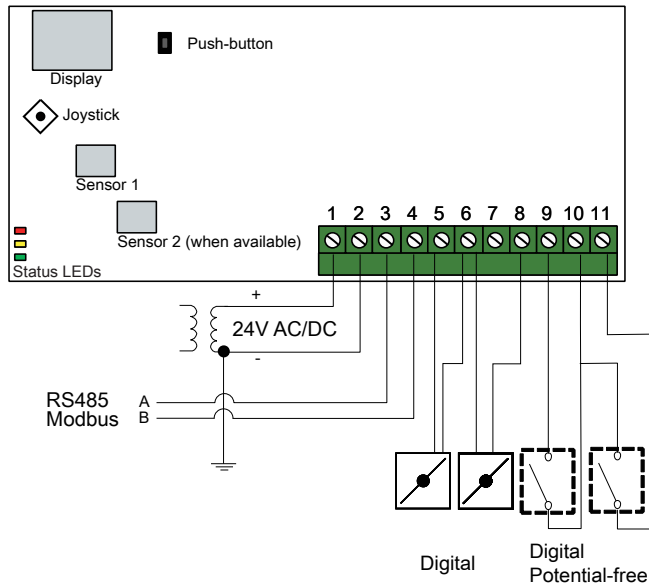 Push-button
Display
Joystick
Sensor 1
Sensor 2 (when available)
1 2 3 4 5 6 7 8 9 10 11
Status LEDs
+
24V AC/DC
-
RS485 A
Modbus B
Digital
Digital
Potential-free